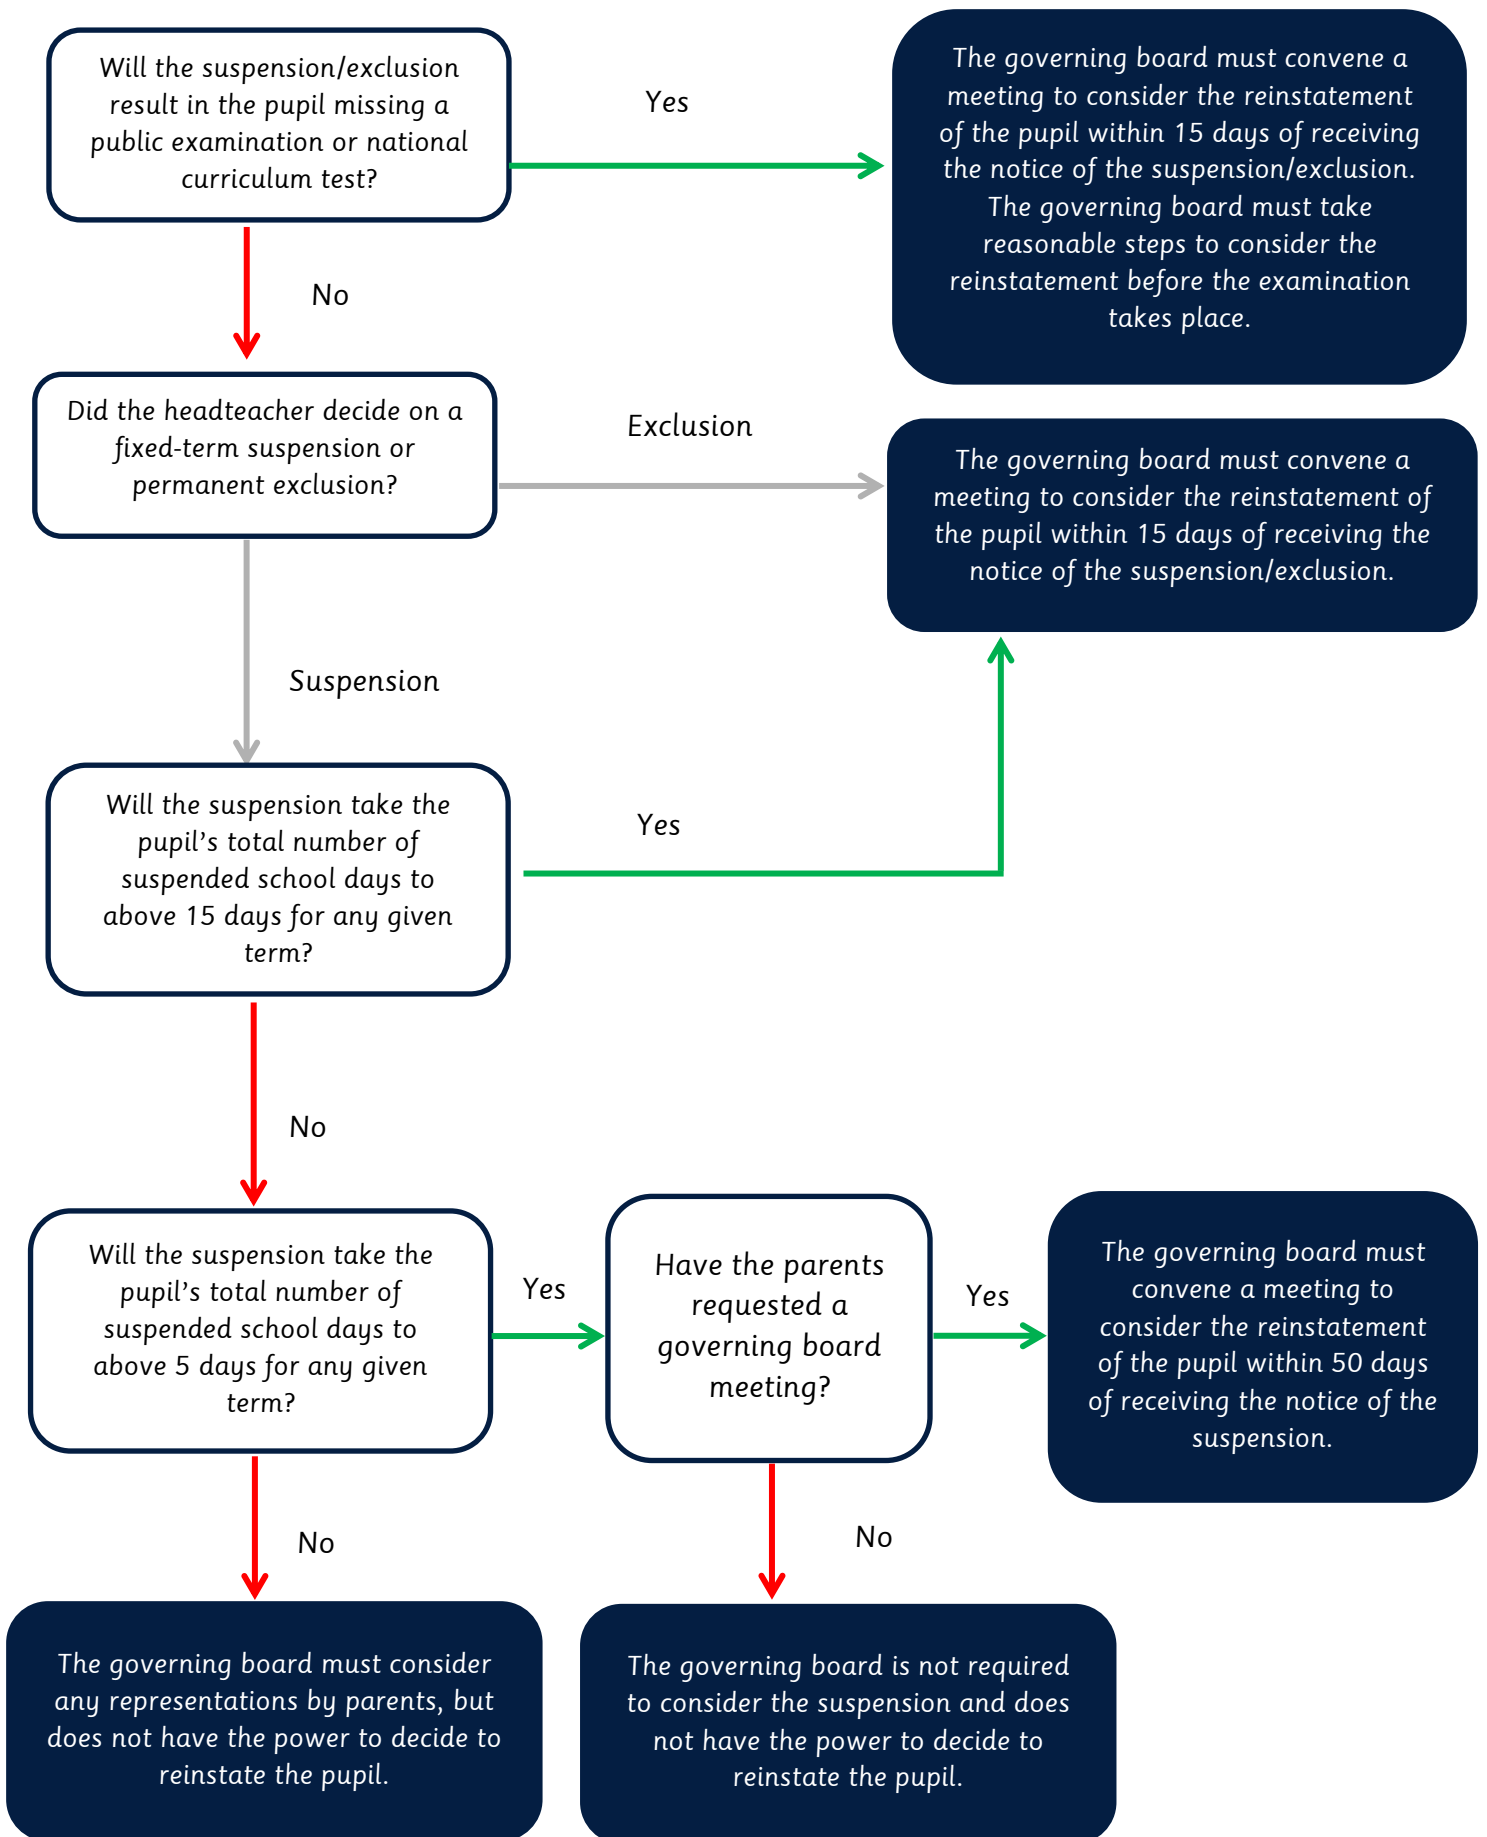 Will the suspension/exclusion
result in the pupil missing a
public examination or national
curriculum test?
Yes
The governing board must convene a
meeting to consider the reinstatement
of the pupil within 15 days of receiving
the notice of the suspension/exclusion.
The governing board must take
reasonable steps to consider the
reinstatement before the examination
takes place.
No
Did the headteacher decide on a
fixed-term suspension or
permanent exclusion?
Exclusion
The governing board must convene a
meeting to consider the reinstatement of
the pupil within 15 days of receiving the
notice of the suspension/exclusion.
Suspension
Will the suspension take the
pupil’s total number of
suspended school days to
above 15 days for any given
term?
Yes
No
Will the suspension take the
pupil’s total number of
suspended school days to
above 5 days for any given
term?
Yes
Have the parents
requested a
governing board
meeting?
Yes
The governing board must
convene a meeting to
consider the reinstatement
of the pupil within 50 days
of receiving the notice of the
suspension.
No
No
The governing board must consider
any representations by parents, but
does not have the power to decide to
reinstate the pupil.
The governing board is not required
to consider the suspension and does
not have the power to decide to
reinstate the pupil.